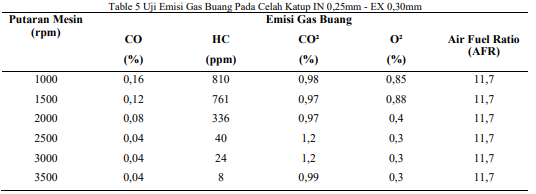 Table 5 Uji Emisi Gas Buang Pada Celah Katup IN 0,25mm - EX 0,30mm
Putaran Mesin (rpm) Emisi Gas Buang
CO (%) HC (ppm) CO² (%) O² (%) Air Fuel Ratio (AFR)
1000 0,16 810 0,98 0,85 11,7
1500 0,12 761 0,97 0,88 11,7
2000 0,08 336 0,97 0,4 11,7
2500 0,04 40 1,2 0,3 11,7
3000 0,04 24 1,2 0,3 11,7
3500 0,04 8 0,99 0,3 11,7